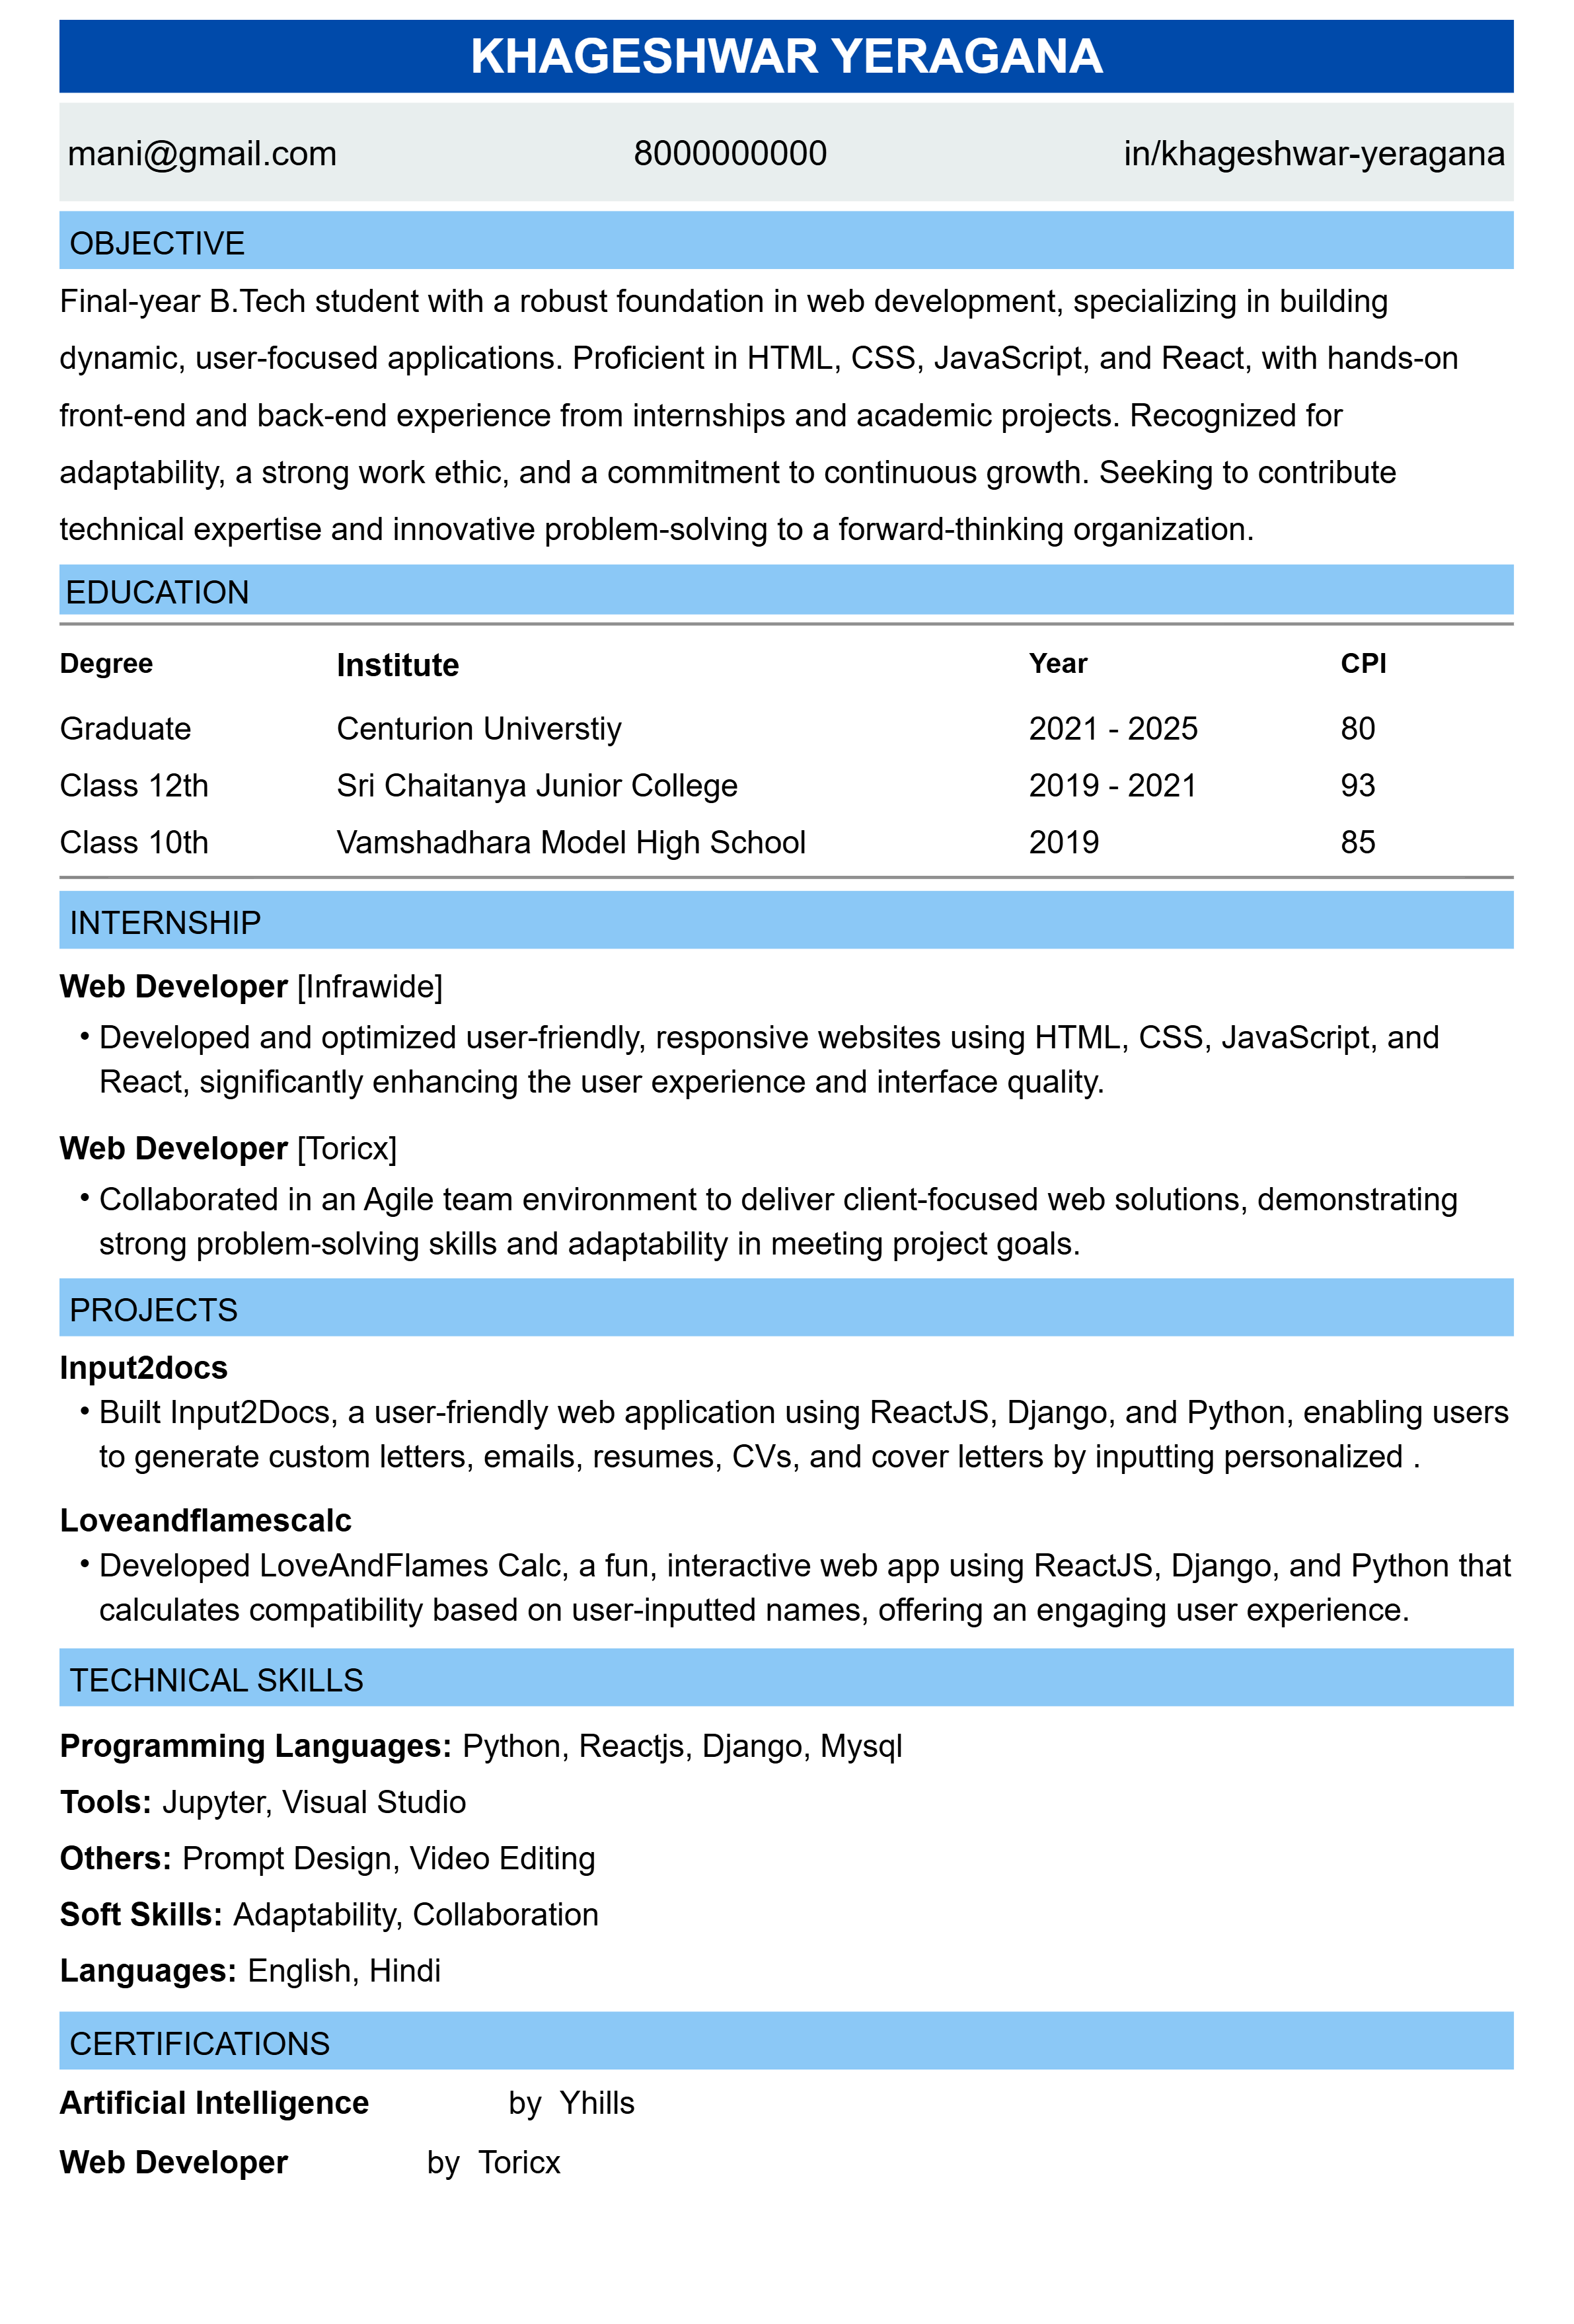 KHAGESHWAR YERAGANA
mani@gmail.com 8000000000 in/khageshwar-yeragana
OBJECTIVE
Final-year B.Tech student with a robust foundation in web development, specializing in building
dynamic, user-focused applications. Proficient in HTML, CSS, JavaScript, and React, with hands-on
front-end and back-end experience from internships and academic projects. Recognized for
adaptability, a strong work ethic, and a commitment to continuous growth. Seeking to contribute
technical expertise and innovative problem-solving to a forward-thinking organization.
EDUCATION
Degree Institute Year CPI
Graduate Centurion Universtiy 2021 - 2025 80
Class 12th Sri Chaitanya Junior College 2019 - 2021 93
Class 10th Vamshadhara Model High School 2019 85
INTERNSHIP
Web Developer [Infrawide]
• Developed and optimized user-friendly, responsive websites using HTML, CSS, JavaScript, and
React, significantly enhancing the user experience and interface quality.
Web Developer [Toricx]
• Collaborated in an Agile team environment to deliver client-focused web solutions, demonstrating
strong problem-solving skills and adaptability in meeting project goals.
PROJECTS
Input2docs
• Built Input2Docs, a user-friendly web application using ReactJS, Django, and Python, enabling users
to generate custom letters, emails, resumes, CVs, and cover letters by inputting personalized .
Loveandflamescalc
• Developed LoveAndFlames Calc, a fun, interactive web app using ReactJS, Django, and Python that
calculates compatibility based on user-inputted names, offering an engaging user experience.
TECHNICAL SKILLS
Programming Languages: Python, Reactjs, Django, Mysql
Tools: Jupyter, Visual Studio
Others: Prompt Design, Video Editing
Soft Skills: Adaptability, Collaboration
Languages: English, Hindi
CERTIFICATIONS
Artificial Intelligence by Yhills
Web Developer by Toricx